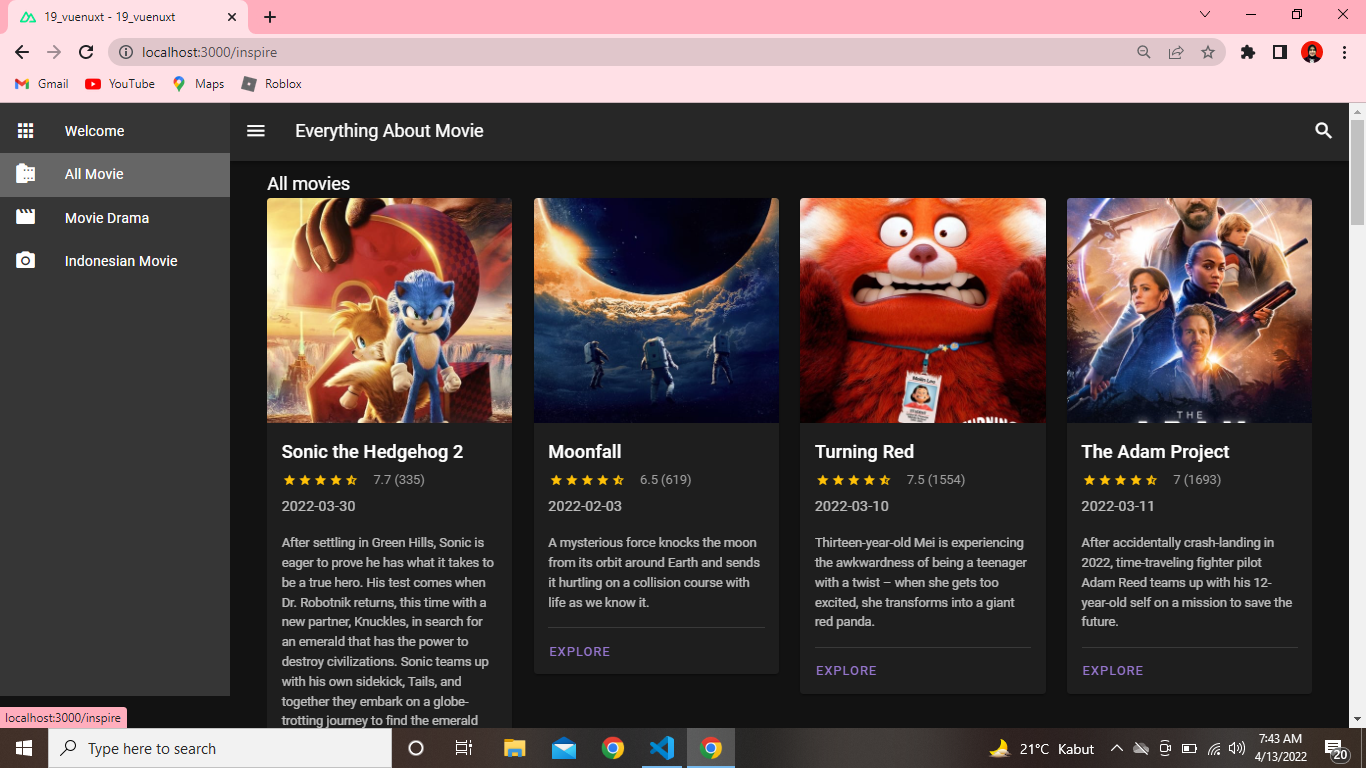 19_vuenuxt - 19_vuenuxt
localhost:3000/inspire
Gmail
YouTube
Maps
Roblox
Welcome
All Movie
Movie Drama
Indonesian Movie
Everything About Movie
All movies
THE
Sonic the Hedgehog 2
7.7 (335)
2022-03-30
After settling in Green Hills, Sonic is
eager to prove he has what it takes to
be a true hero. His test comes when
Dr. Robotnik returns, this time with a
new partner, Knuckles, in search for
an emerald that has the power to
destroy civilizations. Sonic teams up
with his own sidekick, Tails, and
together they embark on a globe-
trotting journey to find the emerald
Moonfall
6.5 (619)
2022-02-03
A mysterious force knocks the moon
from its orbit around Earth and sends
it hurtling on a collision course with
life as we know it.
EXPLORE
Turning Red
7.5 (1554)
2022-03-10
Thirteen-year-old Mei is experiencing
the awkwardness of being a teenager
with a twist – when she gets too
excited, she transforms into a giant
red panda.
EXPLORE
The Adam Project
7 (1693)
2022-03-11
After accidentally crash-landing in
2022, time-traveling fighter pilot
Adam Reed teams up with his 12-
year-old self on a mission to save the
future.
EXPLORE
localhost:3000/inspire
Type here to search
21°C Kabut
7:43 AM
4/13/2022
20